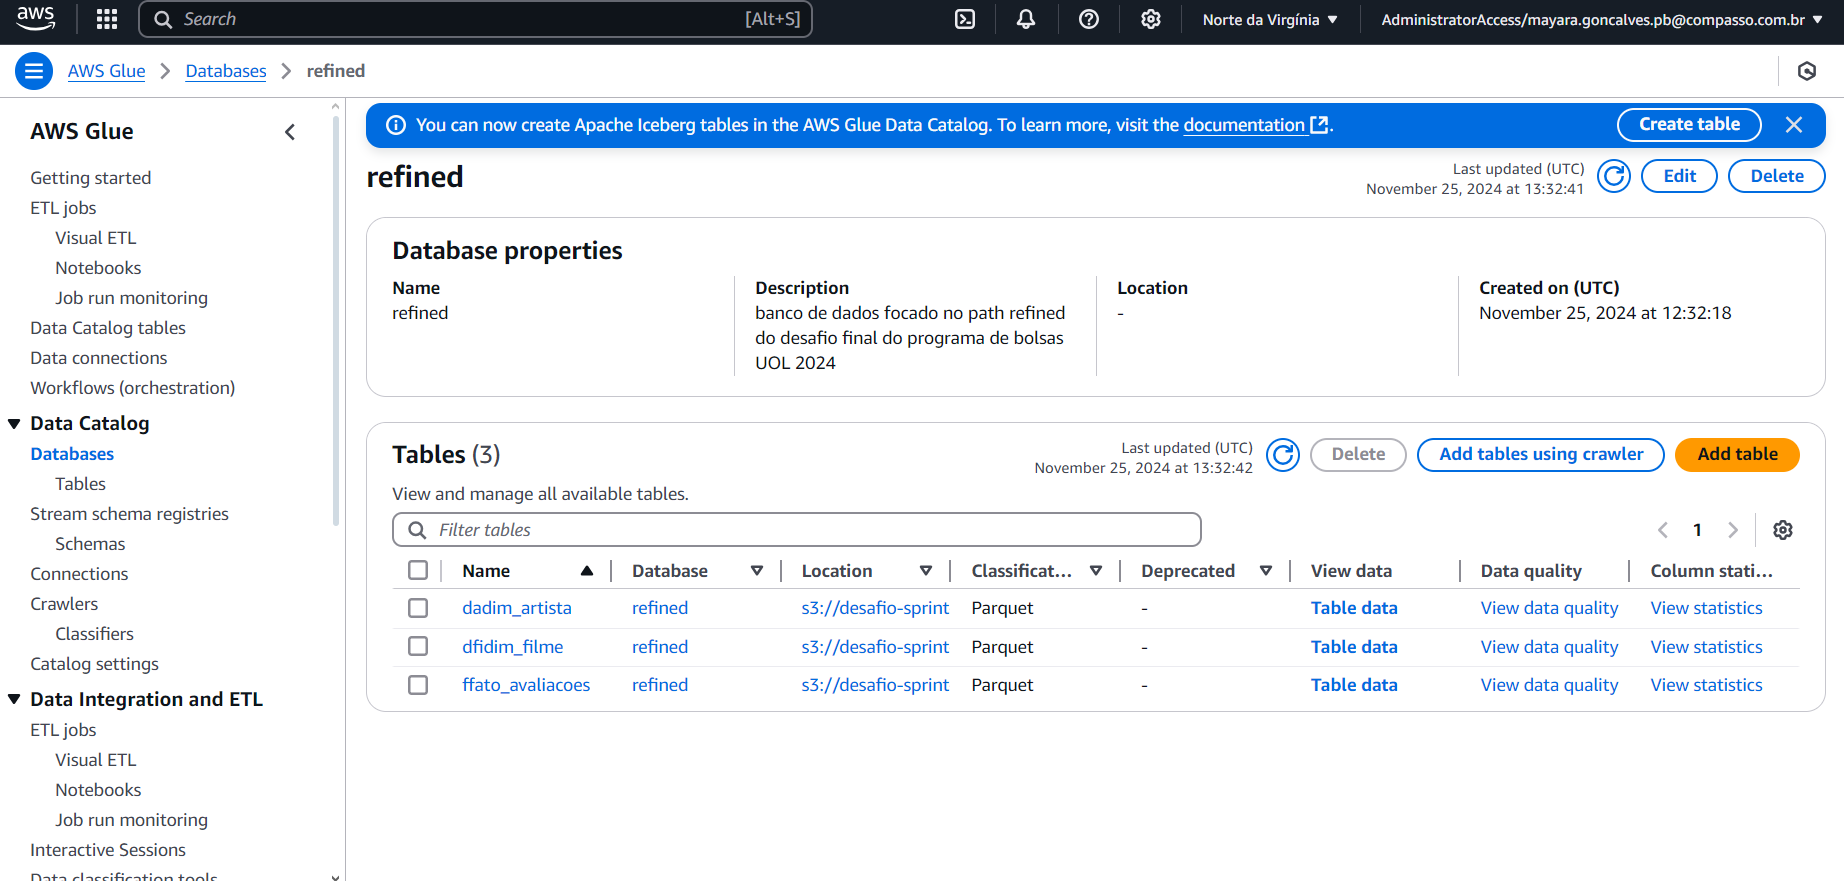 aws
Search [Alt+S]
Norte da Virgínia
AdministratorAccess/mayara.goncalves.pb@compasso.com.br
AWS Glue
Databases
refined
AWS Glue
Getting started
ETL jobs
Visual ETL
Notebooks
Job run monitoring
Data Catalog tables
Data connections
Workflows (orchestration)
Data Catalog
Databases
Tables
Stream schema registries
Schemas
Connections
Crawlers
Classifiers
Catalog settings
Data Integration and ETL
ETL jobs
Visual ETL
Notebooks
Job run monitoring
Interactive Sessions
Data classification tools
You can now create Apache Iceberg tables in the AWS Glue Data Catalog. To learn more, visit the documentation.
Create table
refined
Last updated (UTC)
November 25, 2024 at 13:32:41
Edit
Delete
Database properties
Name
refined
Description
banco de dados focado no path refined
do desafio final do programa de bolsas
UOL 2024
Location
-
Created on (UTC)
November 25, 2024 at 12:32:18
Tables (3)
Last updated (UTC)
November 25, 2024 at 13:32:42
Delete
Add tables using crawler
Add table
View and manage all available tables.
Filter tables
1
Name Database Location Classificat... Deprecated View data Data quality Column stati...
dadim_artista refined s3://desafio-sprint Parquet - Table data View data quality View statistics
dfidim_filme refined s3://desafio-sprint Parquet - Table data View data quality View statistics
ffato_avaliacoes refined s3://desafio-sprint Parquet - Table data View data quality View statistics